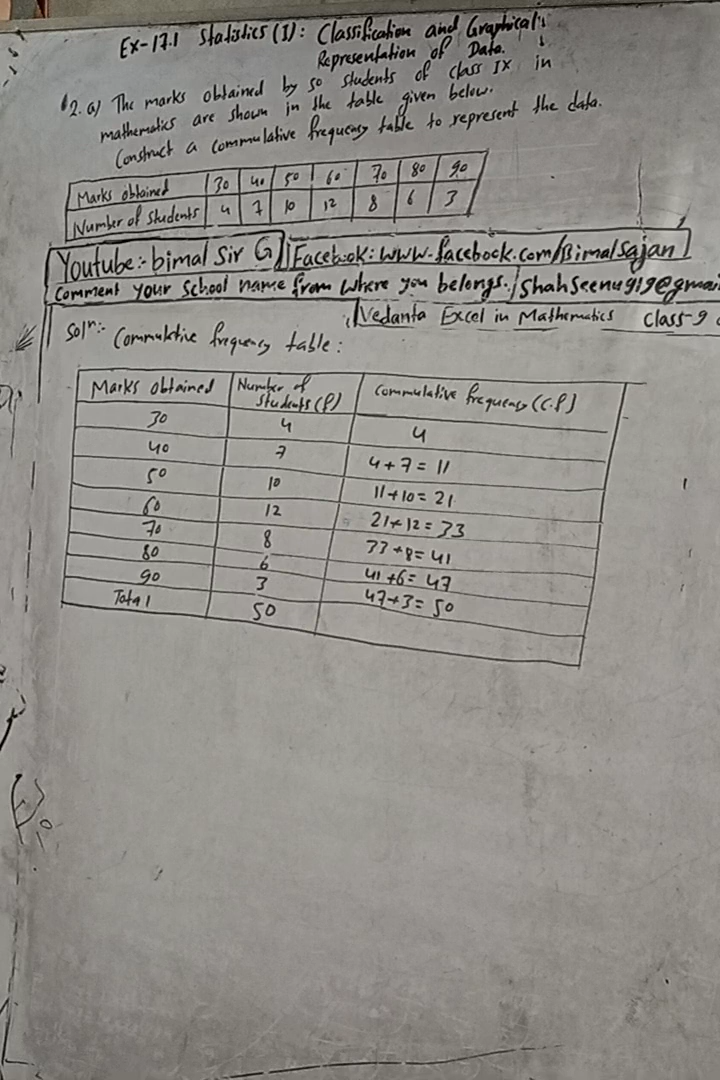 Ex-17.1 Statistics (I): Classification and Graphical
Representation of Data.
2. a) The marks obtained by 50 students of class IX in
mathematics are shown in the table given below.
Construct a commulative frequency table to represent the data.
Marks obtained 30 40 50 60 70 80 90
Number of Students 4 7 10 12 8 6 3
Youtube:- bimal Sir G Facebook: www.facebook.com/Bimalsajan
Comment your School name from where you belongs. / Shahseenu919@gmai
Vedanta Excel in Mathematics Class-9
Solⁿ:- Commulative frequency table:
Marks obtained Number of Students (f) Commulative frequency (c.f)
30 4 4
40 7 4+7=11
50 10 11+10=21
60 12 21+12=33
70 8 33+8=41
80 6 41+6=47
90 3 47+3=50
Total 50